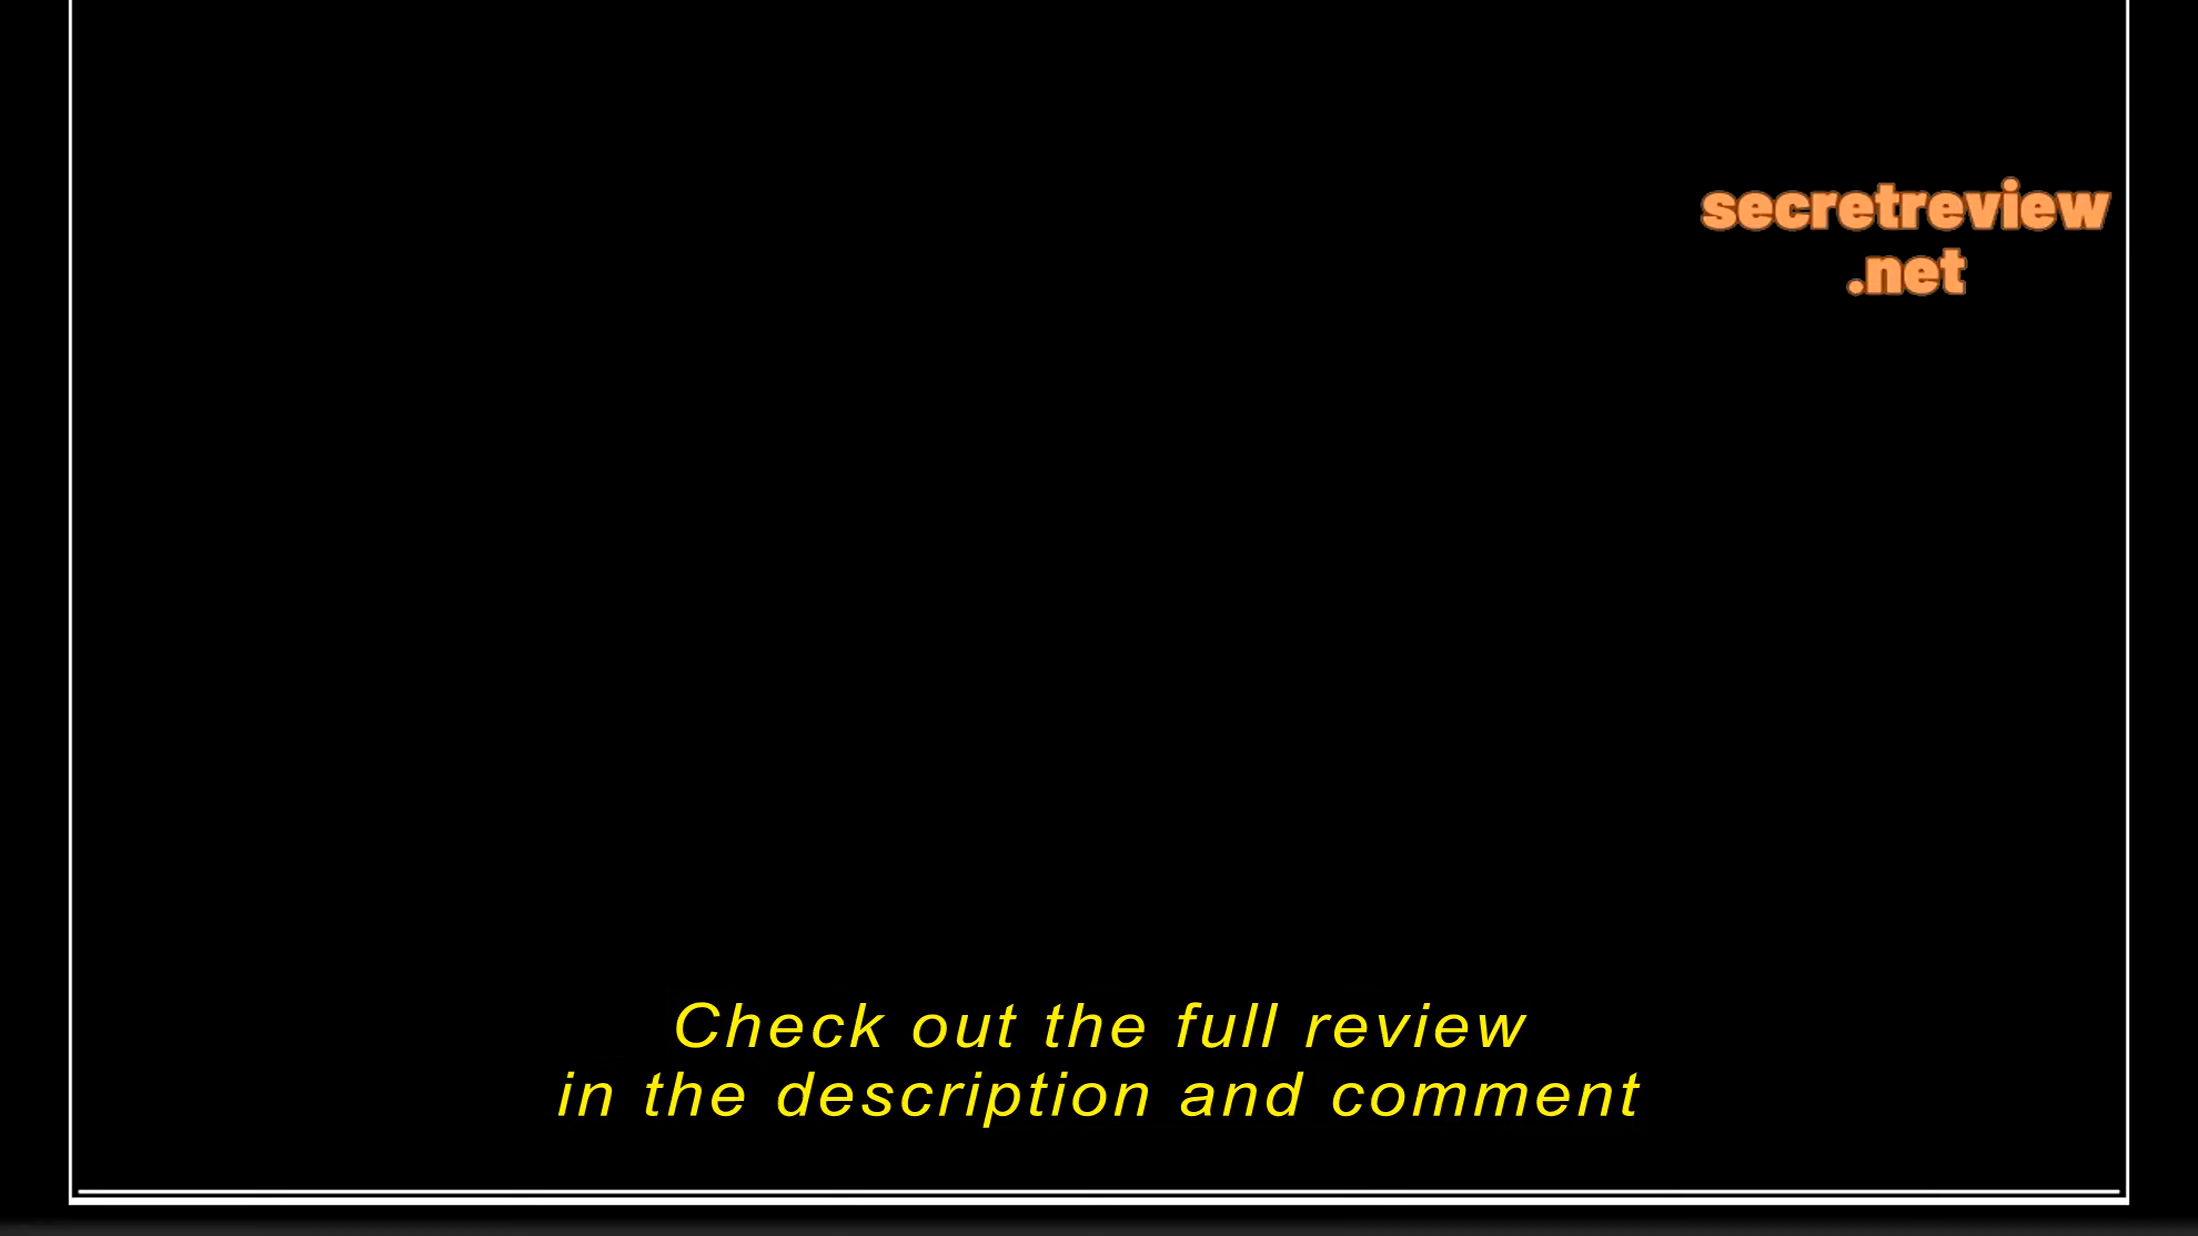 secretreview
.net
Check out the full review
in the description and comment